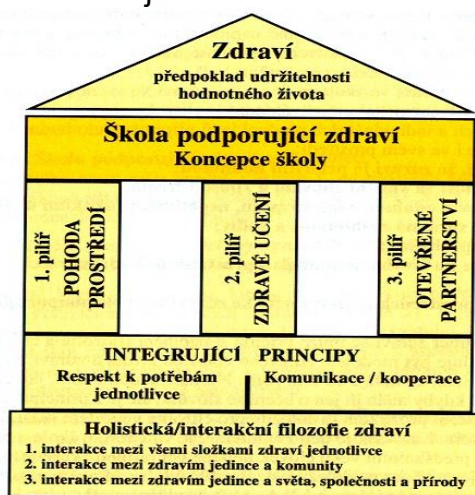 Zdraví
předpoklad udržitelnosti
hodnotného života
Škola podporující zdraví
Koncepce školy
1. pilíř
POHODA
PROSTŘEDÍ
2. pilíř
ZDRAVÉ UČENÍ
3. pilíř
OTEVŘENÉ
PARTNERSTVÍ
INTEGRUJÍCÍ PRINCIPY
Respekt k potřebám
jednotlivce
Komunikace / kooperace
Holistická/interakční filozofie zdraví
1. interakce mezi všemi složkami zdraví jednotlivce
2. interakce mezi zdravím jedince a komunity
3. interakce mezi zdravím jedince a světa, společnosti a přírody